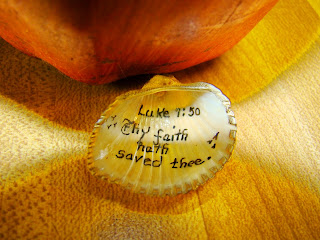 Luke 7:50
Thy faith
hath
saved thee.